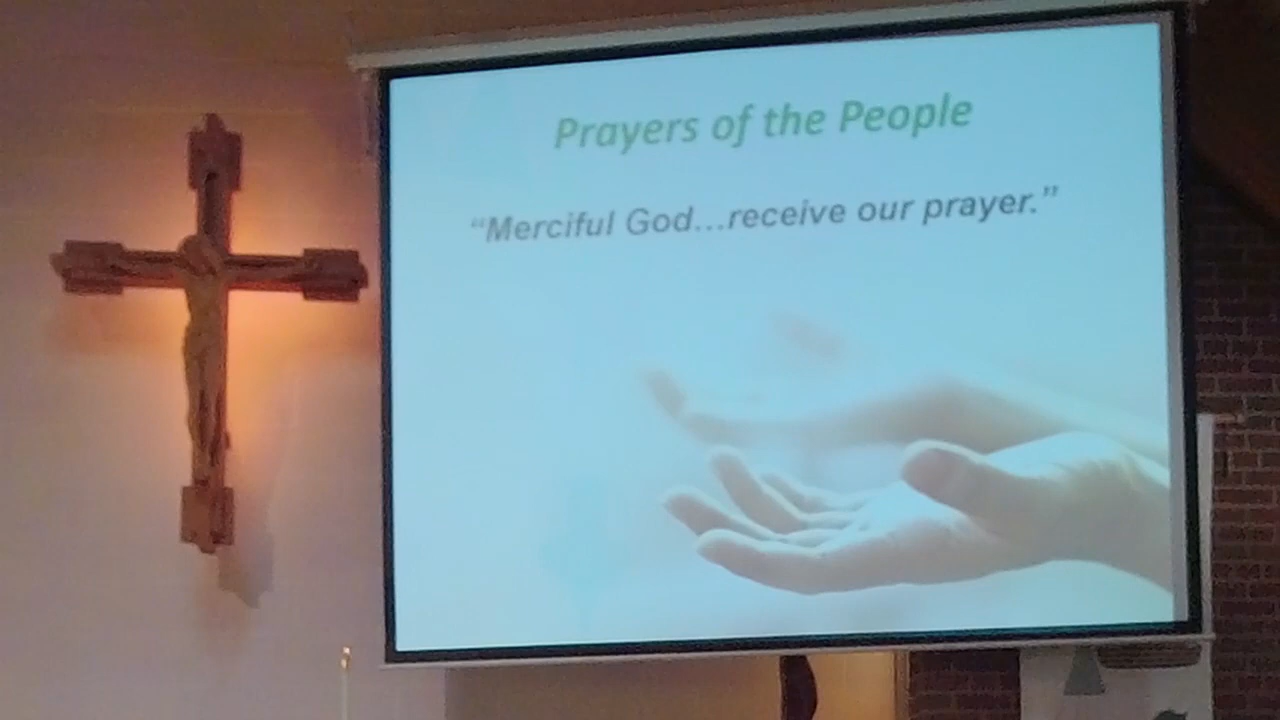 Prayers of the People
“Merciful God...receive our prayer.”